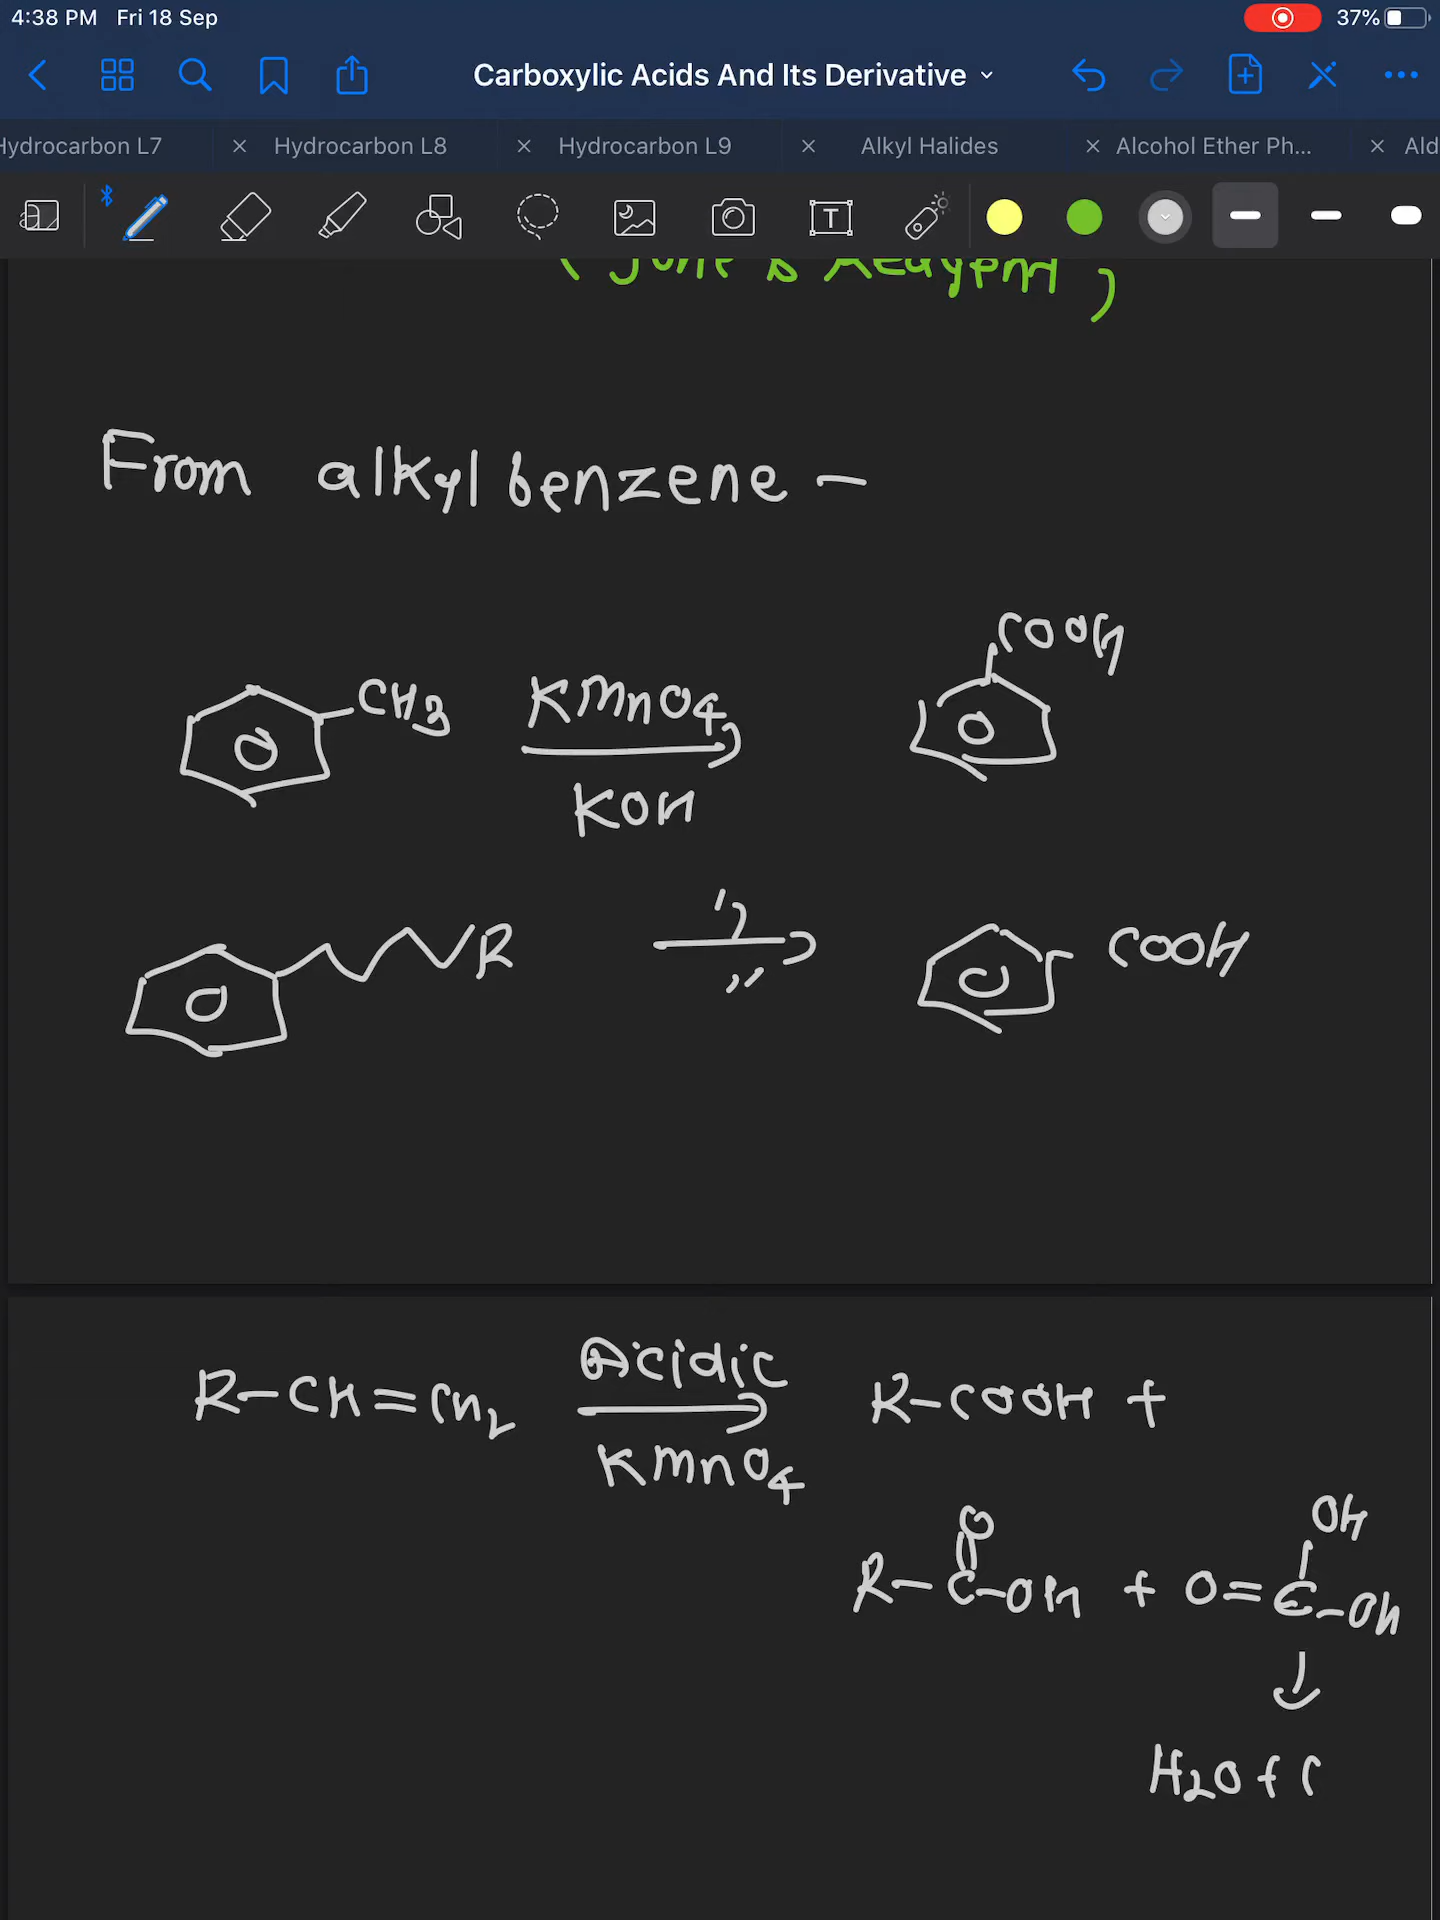 4:38 PM Fri 18 Sep 37%
Carboxylic Acids And Its Derivative
Hydrocarbon L7 × Hydrocarbon L8 × Hydrocarbon L9 × Alkyl Halides × Alcohol Ether Ph... × Ald
a T
From alkyl benzene –
COOH
CH3 KMnO4
KOH
R '' COOH
''
R–CH=CH2 Acidic R–COOH +
KMnO4
O OH
R–C–OH + O=C–OH
↓
H2O + C